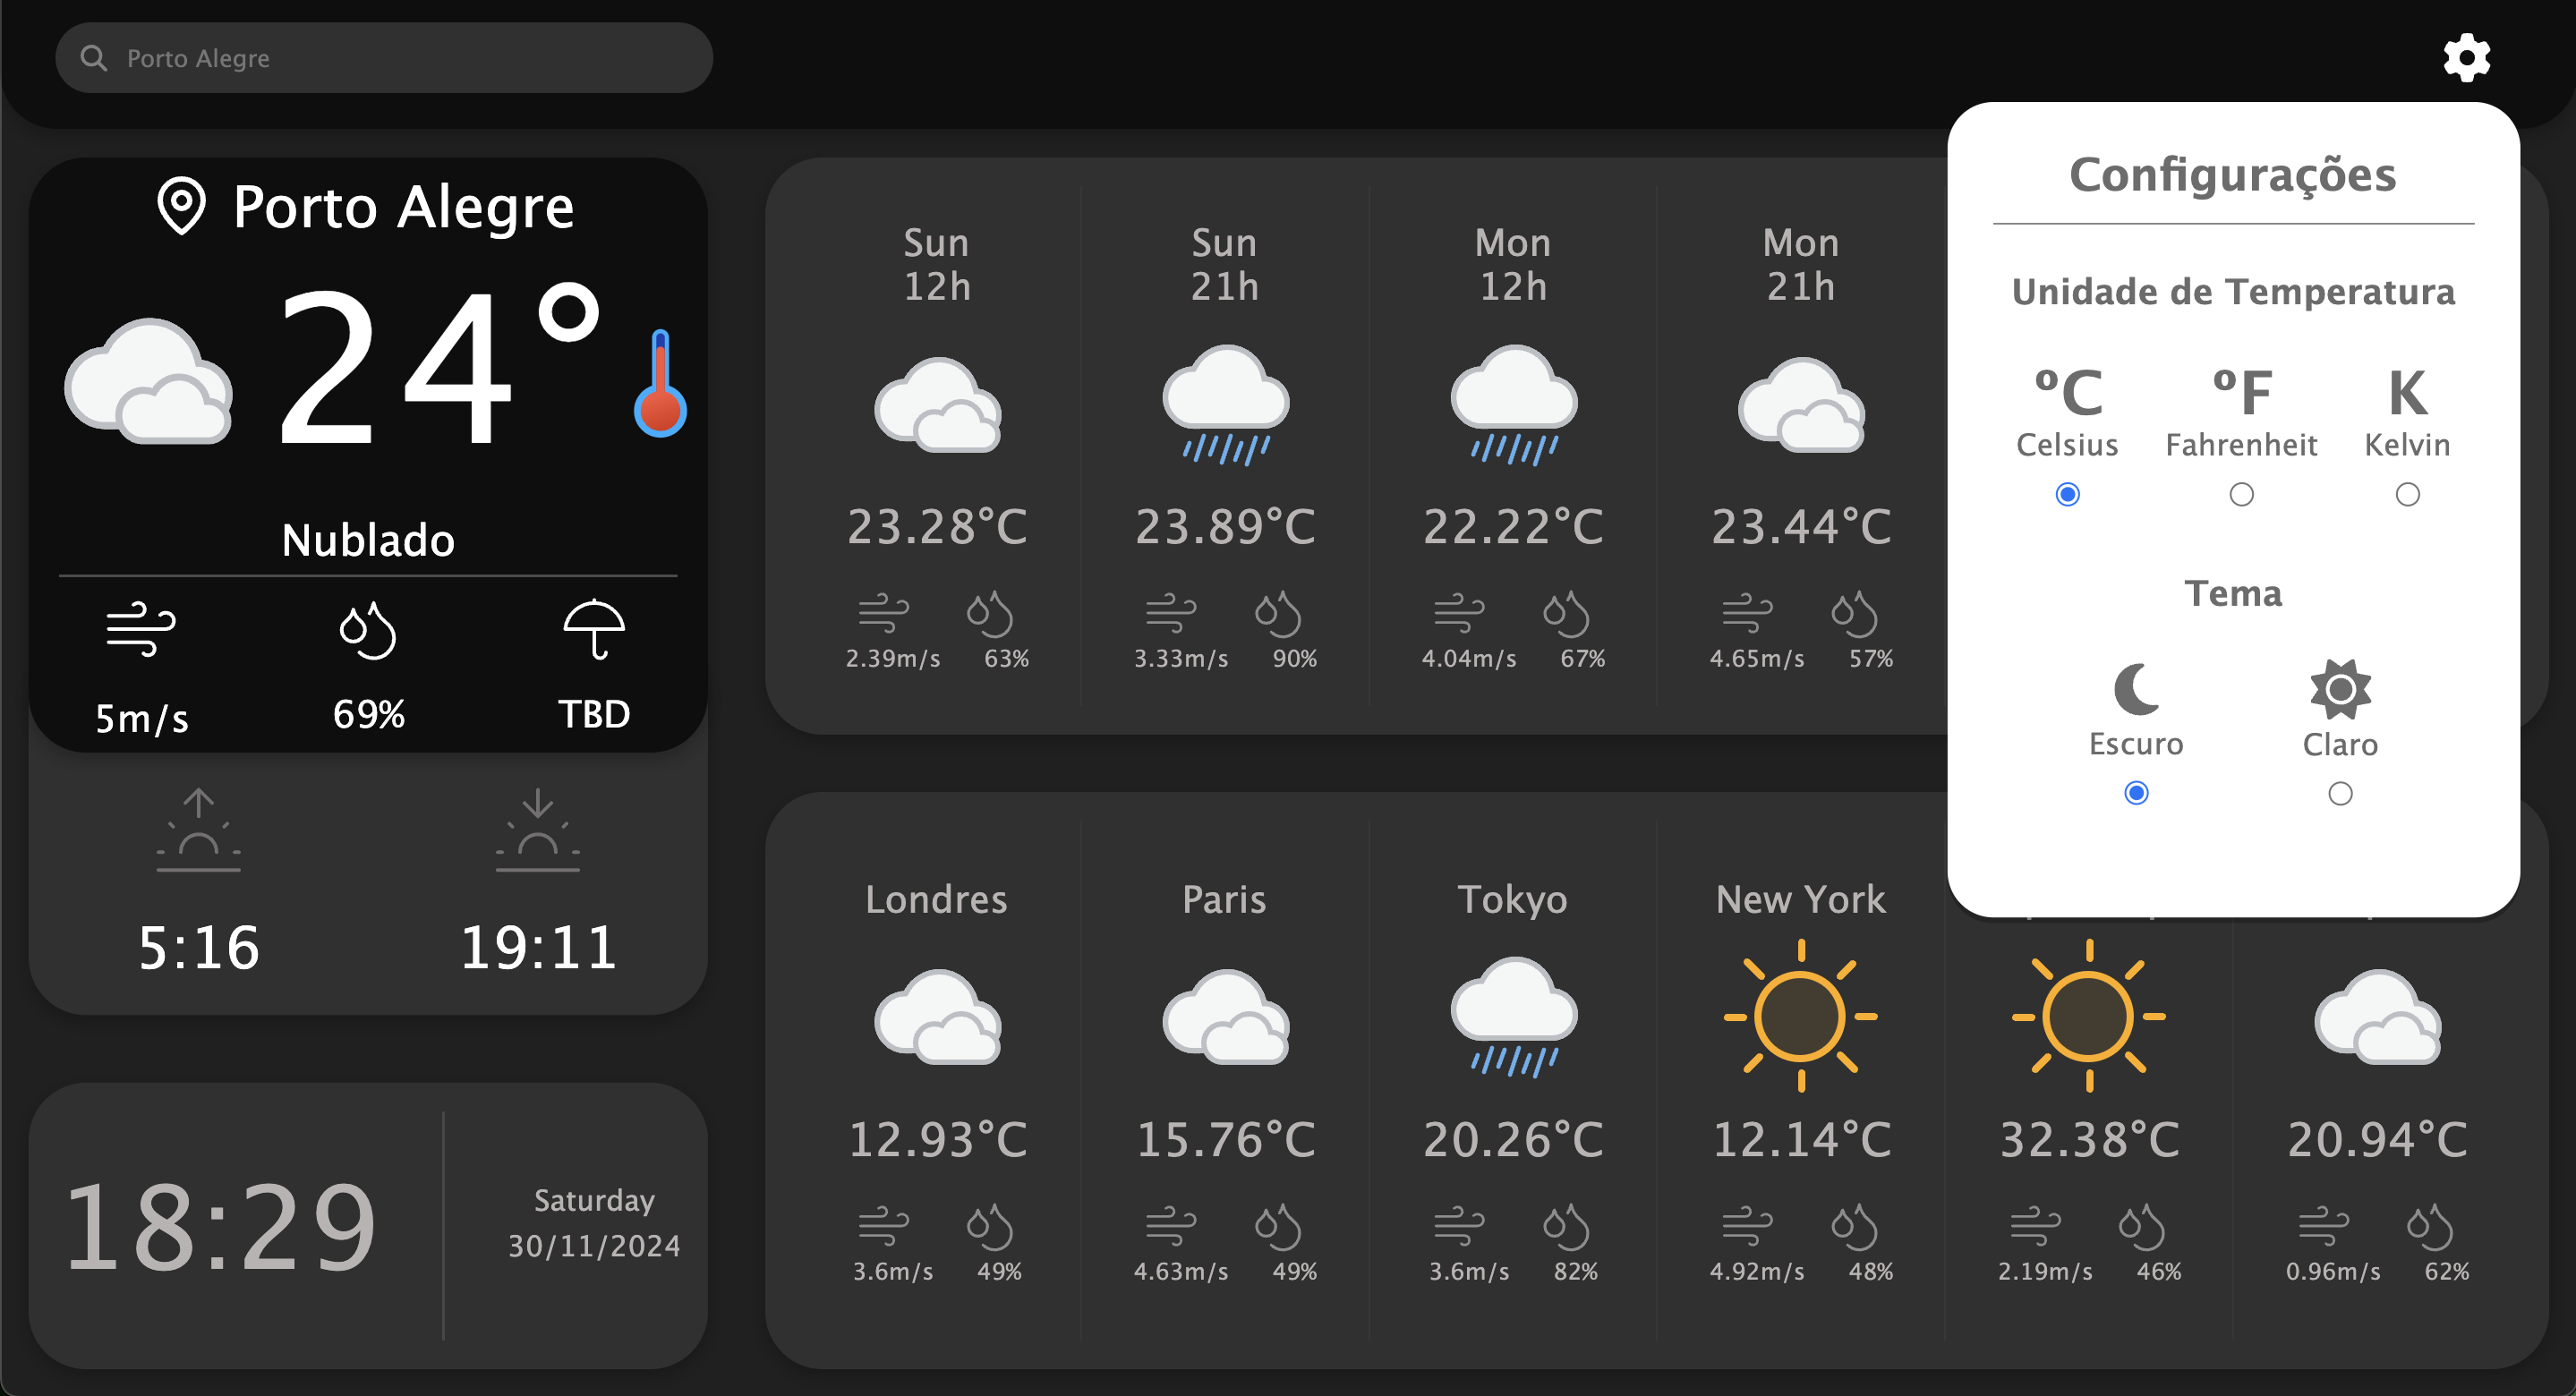 Porto Alegre
Porto Alegre
24°
Nublado
5m/s 69% TBD
5:16 19:11
18:29
Saturday
30/11/2024
Sun Sun Mon Mon
12h 21h 12h 21h
23.28°C 23.89°C 22.22°C 23.44°C
2.39m/s 63% 3.33m/s 90% 4.04m/s 67% 4.65m/s 57%
Configurações
Unidade de Temperatura
ºC ºF K
Celsius Fahrenheit Kelvin
Tema
Escuro Claro
Londres Paris Tokyo New York
12.93°C 15.76°C 20.26°C 12.14°C 32.38°C 20.94°C
3.6m/s 49% 4.63m/s 49% 3.6m/s 82% 4.92m/s 48% 2.19m/s 46% 0.96m/s 62%